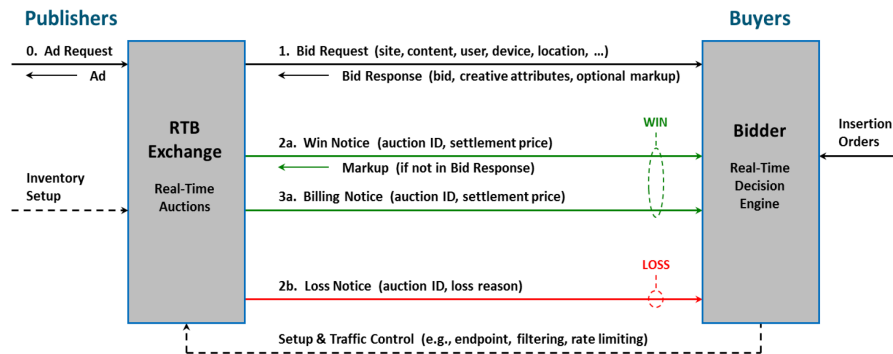 Publishers
Buyers
0. Ad Request
Ad
1. Bid Request (site, content, user, device, location, …)
Bid Response (bid, creative attributes, optional markup)
RTB
Exchange
Real-Time
Auctions
WIN
2a. Win Notice (auction ID, settlement price)
Markup (if not in Bid Response)
3a. Billing Notice (auction ID, settlement price)
Bidder
Real-Time
Decision
Engine
Insertion
Orders
Inventory
Setup
LOSS
2b. Loss Notice (auction ID, loss reason)
Setup & Traffic Control (e.g., endpoint, filtering, rate limiting)